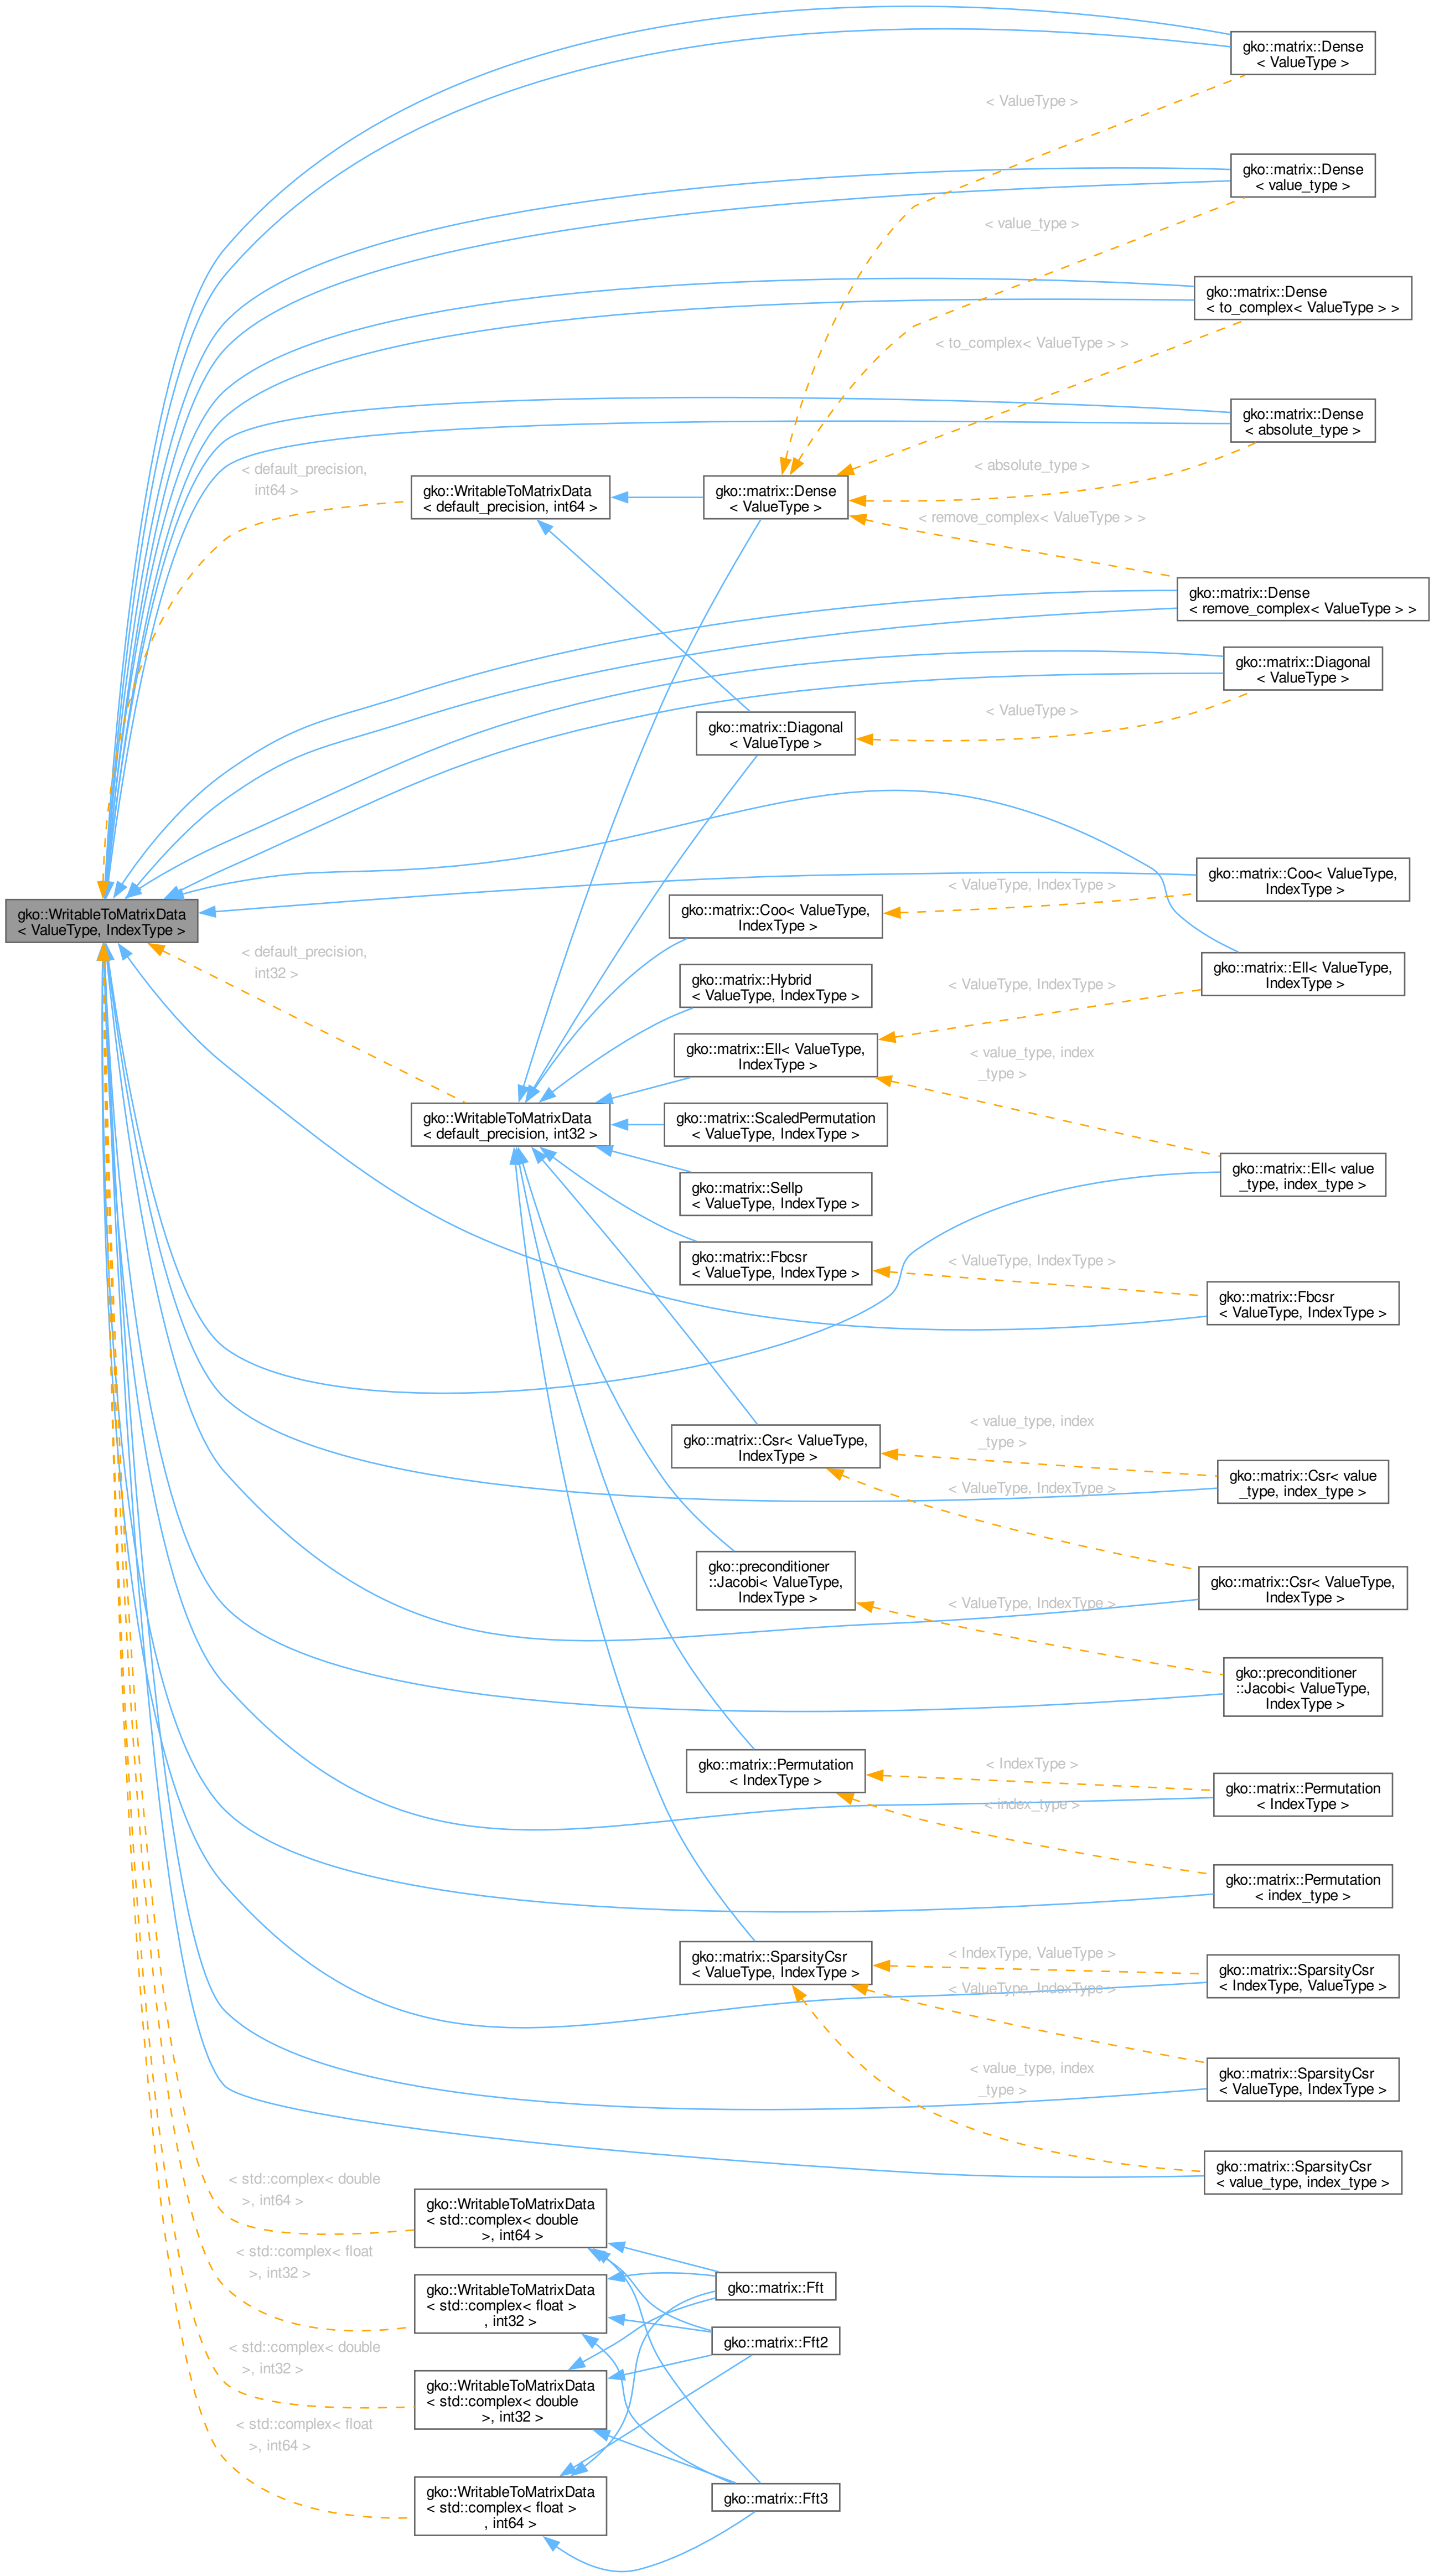 gko::matrix::Dense
< ValueType >
< ValueType >
gko::matrix::Dense
< value_type >
< value_type >
gko::matrix::Dense
< to_complex< ValueType > >
< to_complex< ValueType > >
gko::matrix::Dense
< absolute_type >
< absolute_type >
< default_precision,
int64 >
gko::WritableToMatrixData
< default_precision, int64 >
gko::matrix::Dense
< ValueType >
< remove_complex< ValueType > >
gko::matrix::Dense
< remove_complex< ValueType > >
gko::matrix::Diagonal
< ValueType >
< ValueType >
gko::matrix::Diagonal
< ValueType >
gko::matrix::Coo< ValueType,
IndexType >
< ValueType, IndexType >
gko::matrix::Coo< ValueType,
IndexType >
gko::WritableToMatrixData
< ValueType, IndexType >
< default_precision,
int32 >
gko::matrix::Hybrid
< ValueType, IndexType >
gko::matrix::Ell< ValueType,
IndexType >
< ValueType, IndexType >
gko::matrix::Ell< ValueType,
IndexType >
< value_type, index
_type >
gko::WritableToMatrixData
< default_precision, int32 >
gko::matrix::ScaledPermutation
< ValueType, IndexType >
gko::matrix::Ell< value
_type, index_type >
gko::matrix::Sellp
< ValueType, IndexType >
gko::matrix::Fbcsr
< ValueType, IndexType >
< ValueType, IndexType >
gko::matrix::Fbcsr
< ValueType, IndexType >
gko::matrix::Csr< ValueType,
IndexType >
< value_type, index
_type >
gko::matrix::Csr< value
_type, index_type >
< ValueType, IndexType >
gko::matrix::Csr< ValueType,
IndexType >
gko::preconditioner
::Jacobi< ValueType,
IndexType >
< ValueType, IndexType >
gko::preconditioner
::Jacobi< ValueType,
IndexType >
gko::matrix::Permutation
< IndexType >
< IndexType >
gko::matrix::Permutation
< IndexType >
< index_type >
gko::matrix::Permutation
< index_type >
gko::matrix::SparsityCsr
< ValueType, IndexType >
< IndexType, ValueType >
gko::matrix::SparsityCsr
< IndexType, ValueType >
< ValueType, IndexType >
gko::matrix::SparsityCsr
< ValueType, IndexType >
< value_type, index
_type >
gko::matrix::SparsityCsr
< value_type, index_type >
< std::complex< double
>, int64 >
gko::WritableToMatrixData
< std::complex< double
>, int64 >
< std::complex< float
>, int32 >
gko::WritableToMatrixData
< std::complex< float >
, int32 >
gko::matrix::Fft
gko::matrix::Fft2
< std::complex< double
>, int32 >
gko::WritableToMatrixData
< std::complex< double
>, int32 >
< std::complex< float
>, int64 >
gko::WritableToMatrixData
< std::complex< float >
, int64 >
gko::matrix::Fft3